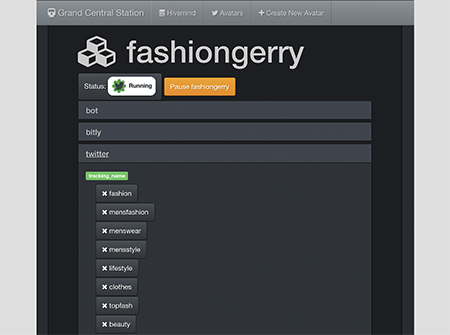 Grand Central Station Hivemind Avatars Create New Avatar
fashiongerry
Status: Running Pause fashiongerry
bot
bitly
twitter
tracking_name
fashion
mensfashion
menswear
mensstyle
lifestyle
clothes
topfash
beauty